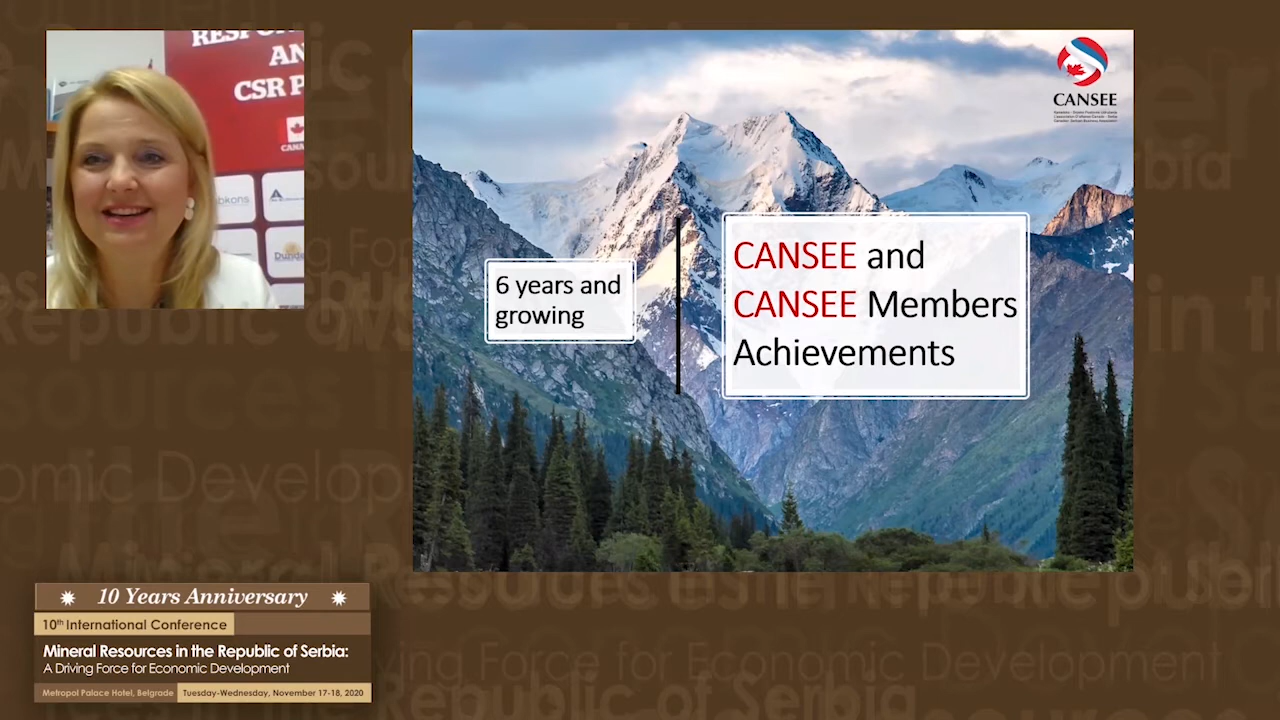 RESPO
AN
CSR P
CANSEE
6 years and
growing
CANSEE and
CANSEE Members
Achievements
10 Years Anniversary
10th International Conference
Mineral Resources in the Republic of Serbia:
A Driving Force for Economic Development
Metropol Palace Hotel, Belgrade
Tuesday-Wednesday, November 17-18, 2020